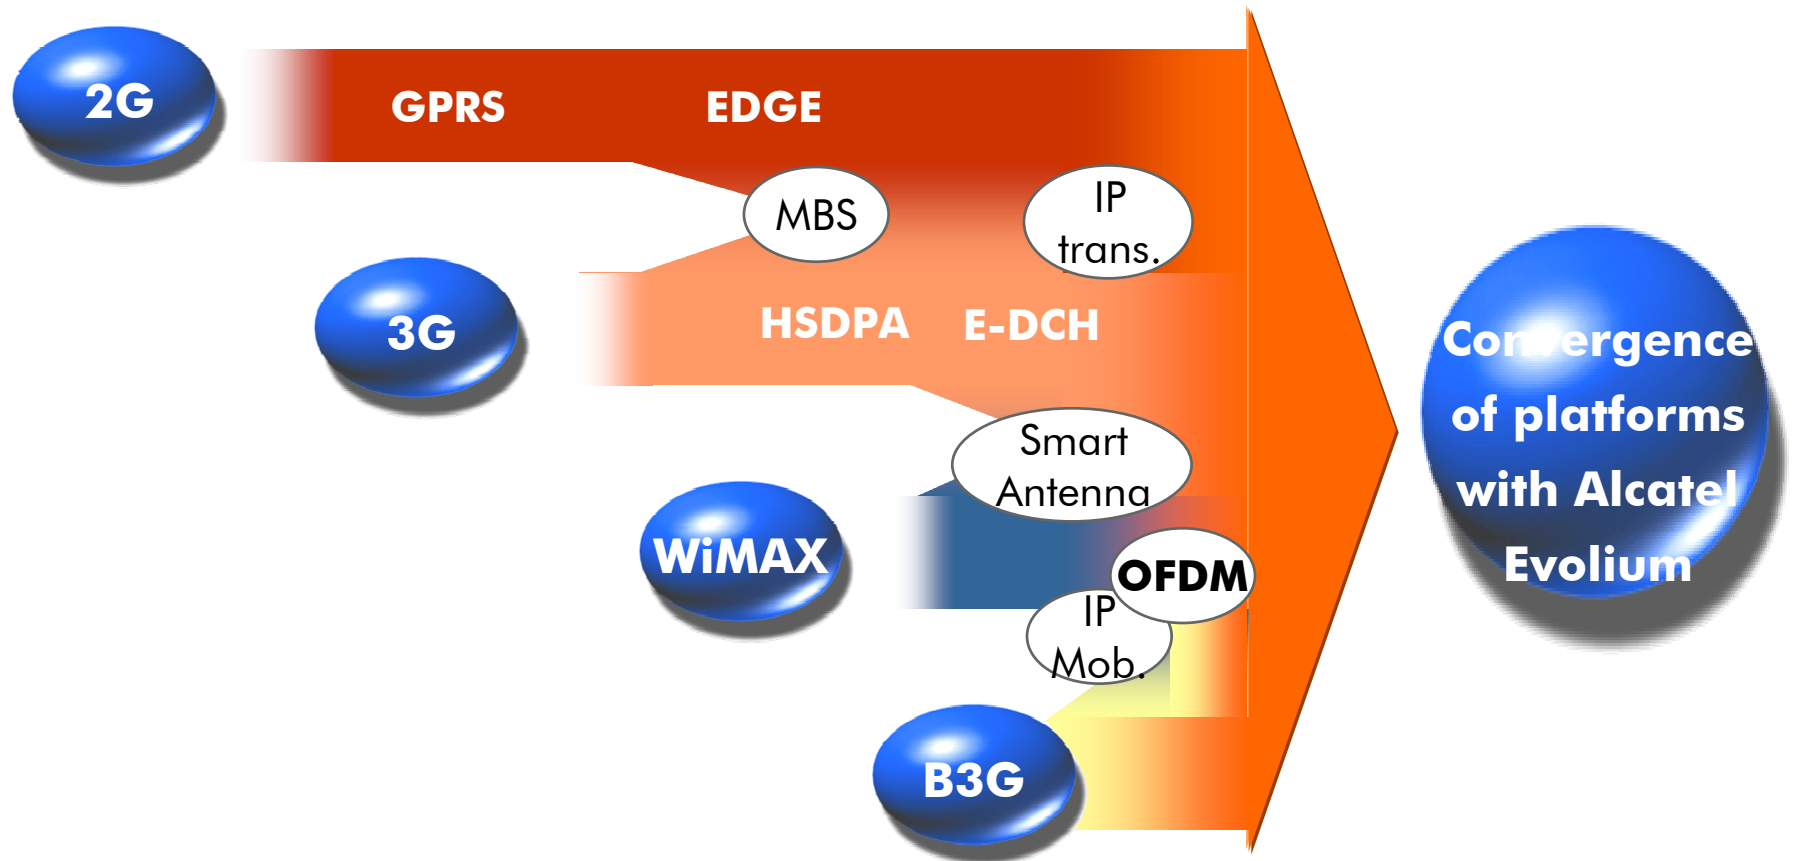 2G
GPRS
EDGE
MBS
IP
trans.
3G
HSDPA
E-DCH
Smart
Antenna
WiMAX
OFDM
IP
Mob.
B3G
Convergence
of platforms
with Alcatel
Evolium